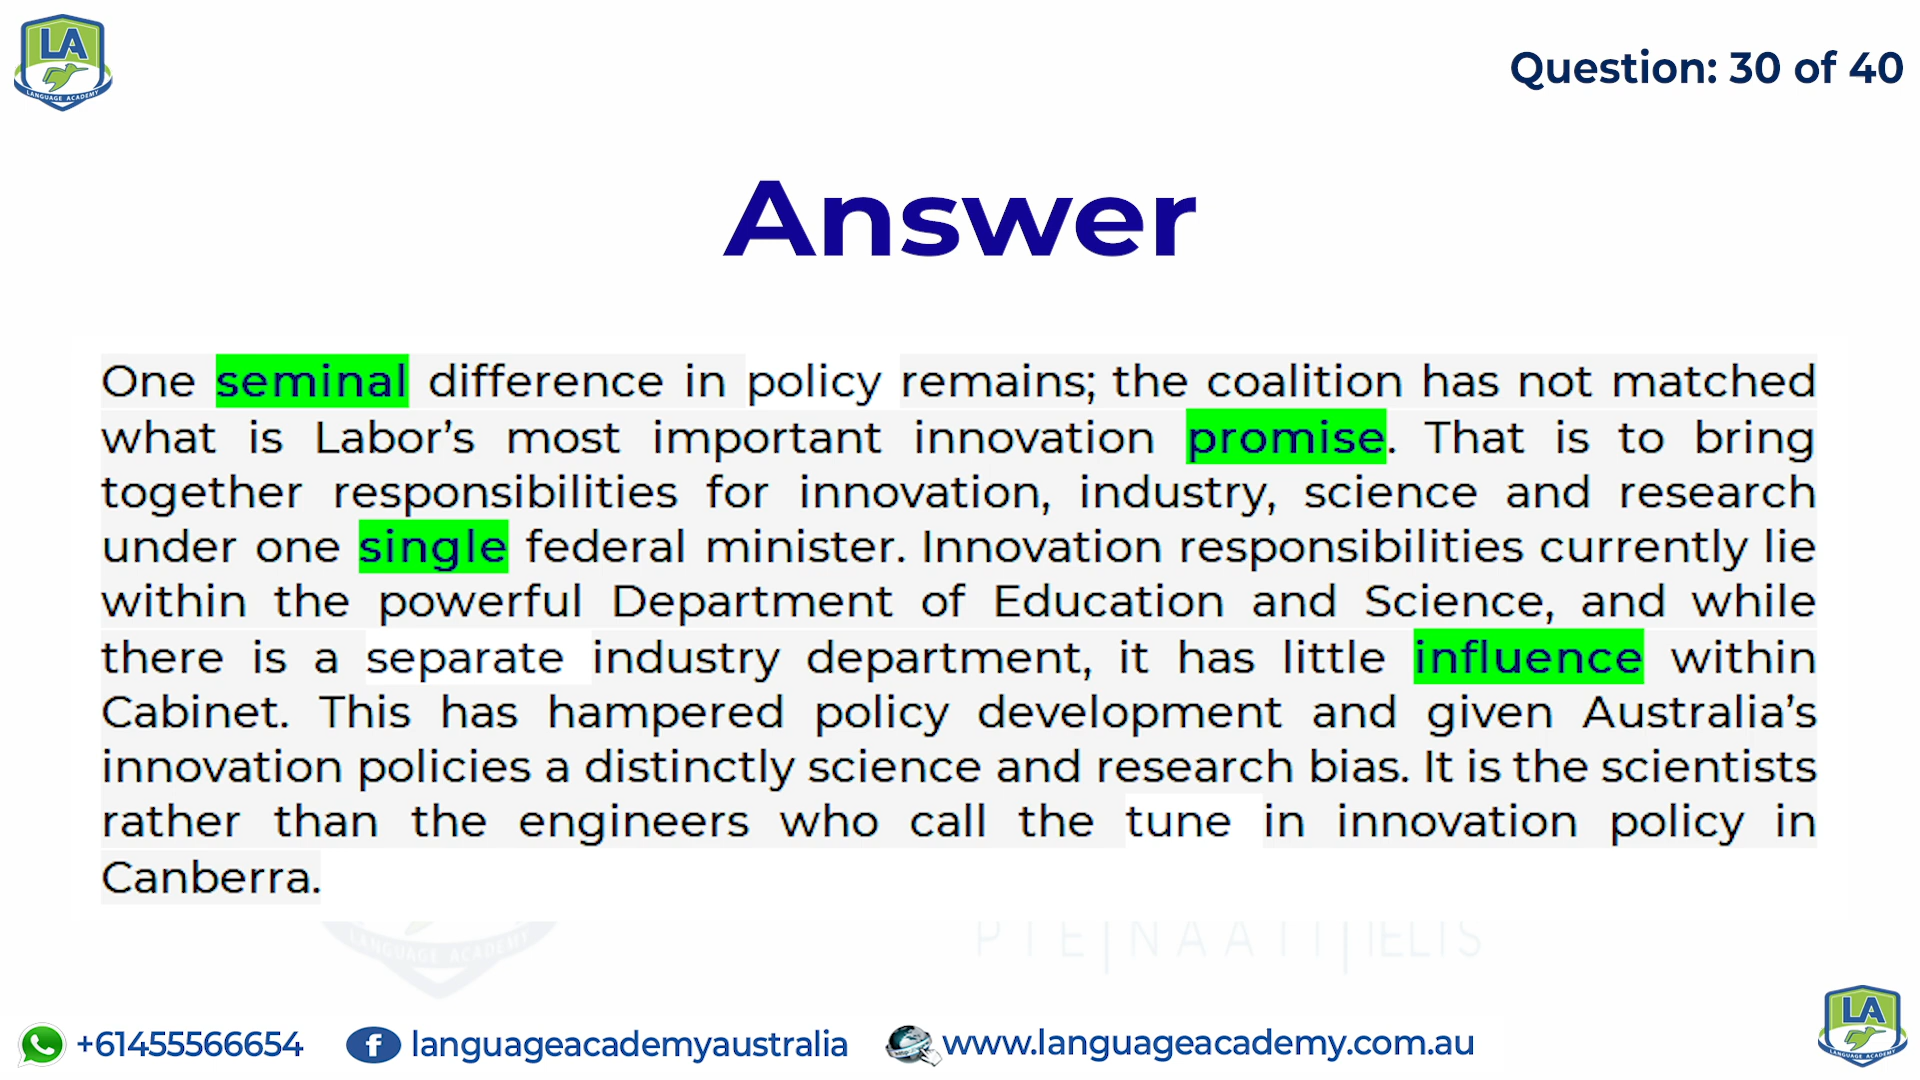 LA
LANGUAGE ACADEMY
Question: 30 of 40
Answer
One seminal difference in policy remains; the coalition has not matched
what is Labor’s most important innovation promise. That is to bring
together responsibilities for innovation, industry, science and research
under one single federal minister. Innovation responsibilities currently lie
within the powerful Department of Education and Science, and while
there is a separate industry department, it has little influence within
Cabinet. This has hampered policy development and given Australia’s
innovation policies a distinctly science and research bias. It is the scientists
rather than the engineers who call the tune in innovation policy in
Canberra.
LANGUAGE ACADEMY
PTE|NAATI|IELTS
+61455566654
languageacademyaustralia
www.languageacademy.com.au
LA
LANGUAGE ACADEMY